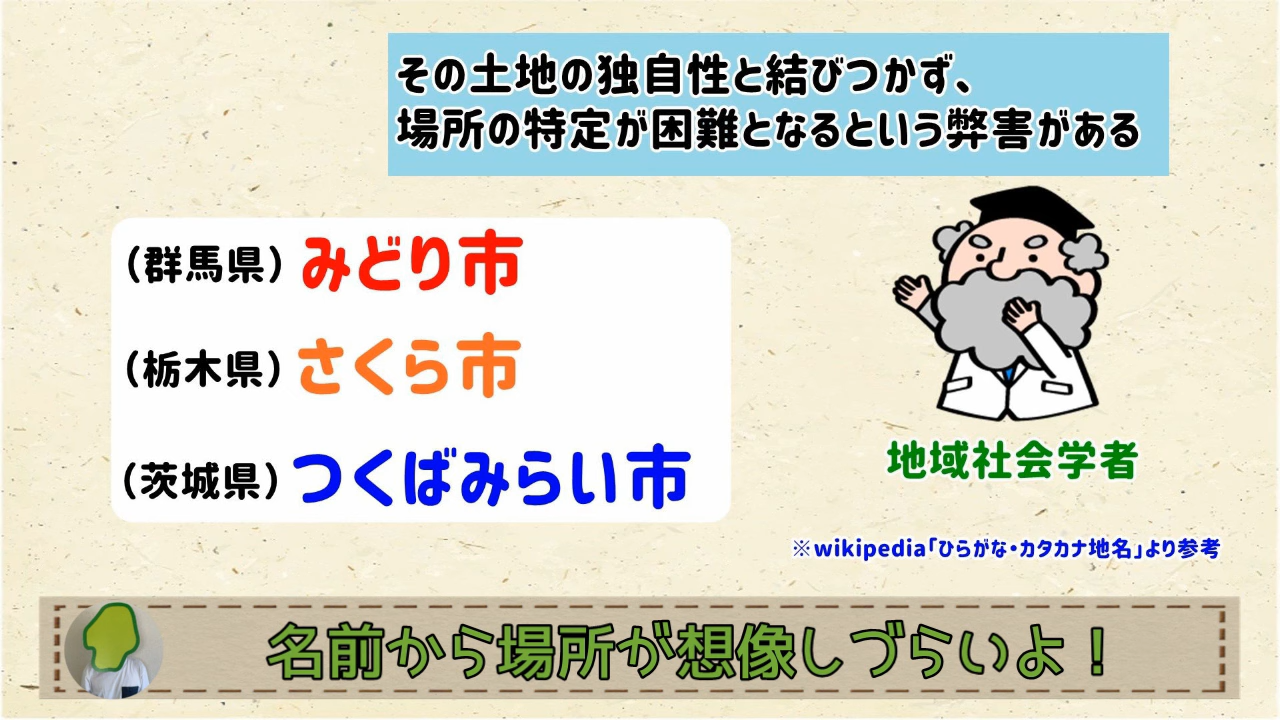 その土地の独自性と結びつかず、
場所の特定が困難となるという弊害がある
(群馬県) みどり市
(栃木県) さくら市
(茨城県) つくばみらい市
地域社会学者
※wikipedia「ひらがな・カタカナ地名」より参考
名前から場所が想像しづらいよ！